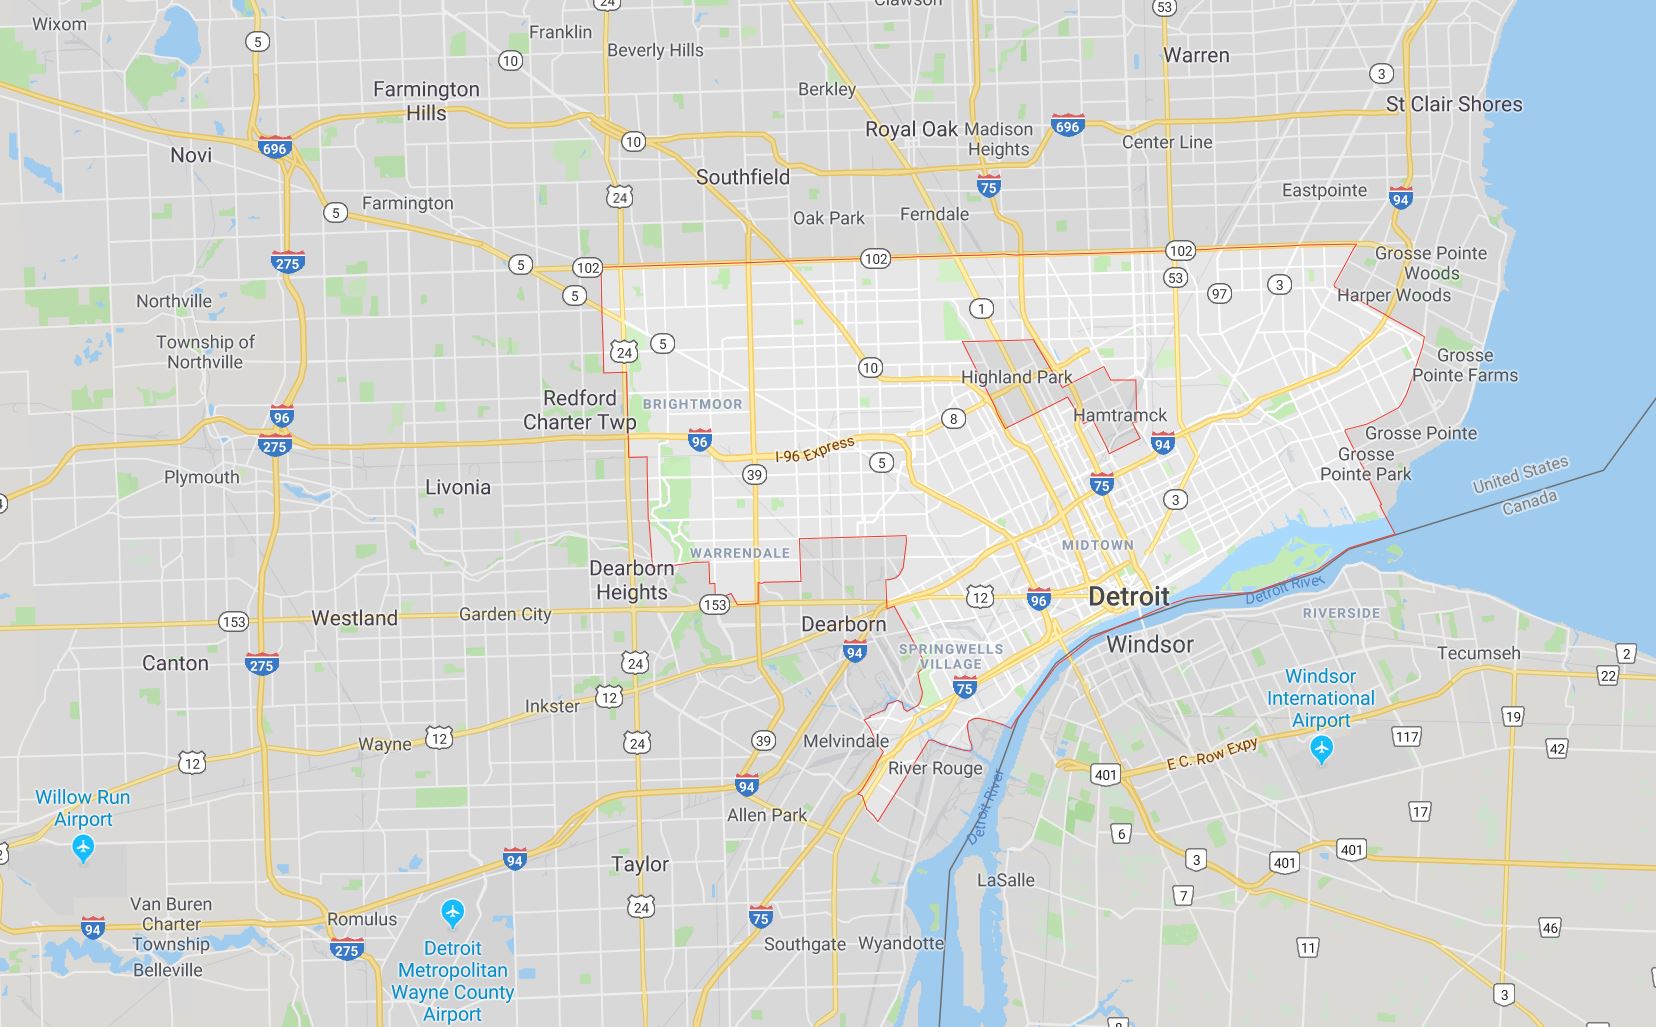 24
Clawson
53
Wixom
Franklin
5
Beverly Hills
10
Warren
3
Berkley
Farmington
Hills
St Clair Shores
Royal Oak
Madison
Heights
696
10
Center Line
696
Novi
Southfield
75
Eastpointe
24
94
Farmington
5
Oak Park
Ferndale
102
102
Grosse Pointe
Woods
275
5
102
53
97
3
Harper Woods
5
Northville
1
Township of
Northville
24
5
Grosse
Pointe Farms
10
Highland Park
Redford
Charter Twp
BRIGHTMOOR
96
8
Hamtramck
275
96
I-96 Express
94
Grosse Pointe
Grosse
Pointe Park
5
39
75
United States
Canada
Plymouth
Livonia
3
MIDTOWN
WARRENDALE
Dearborn
Heights
12
96
Detroit
Detroit River
153
RIVERSIDE
Westland
Garden City
153
Dearborn
94
SPRINGWELLS
VILLAGE
Windsor
Tecumseh
2
Canton
275
24
75
Windsor
International
Airport
22
12
Inkster
19
Wayne
12
24
39
Melvindale
117
42
12
River Rouge
401
E C. Row Expy
94
Willow Run
Airport
Allen Park
Detroit River
17
6
94
Taylor
3
401
401
LaSalle
7
Van Buren
Charter
Township
24
Romulus
75
94
46
275
Southgate
Wyandotte
11
Belleville
Detroit
Metropolitan
Wayne County
Airport
3